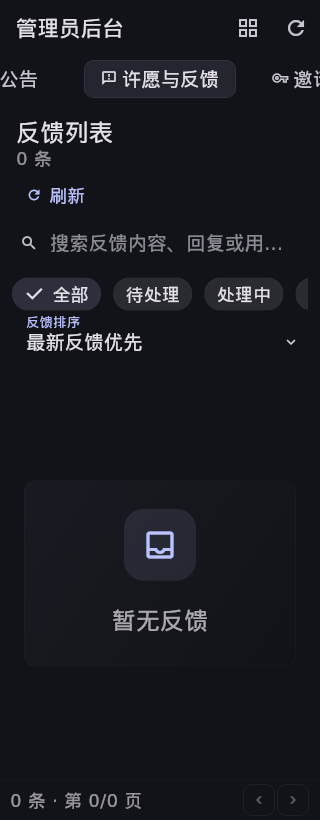 管理员后台
公告
许愿与反馈
邀请
反馈列表
0 条
刷新
搜索反馈内容、回复或用...
全部
待处理
处理中
反馈排序
最新反馈优先
暂无反馈
0 条 · 第 0/0 页